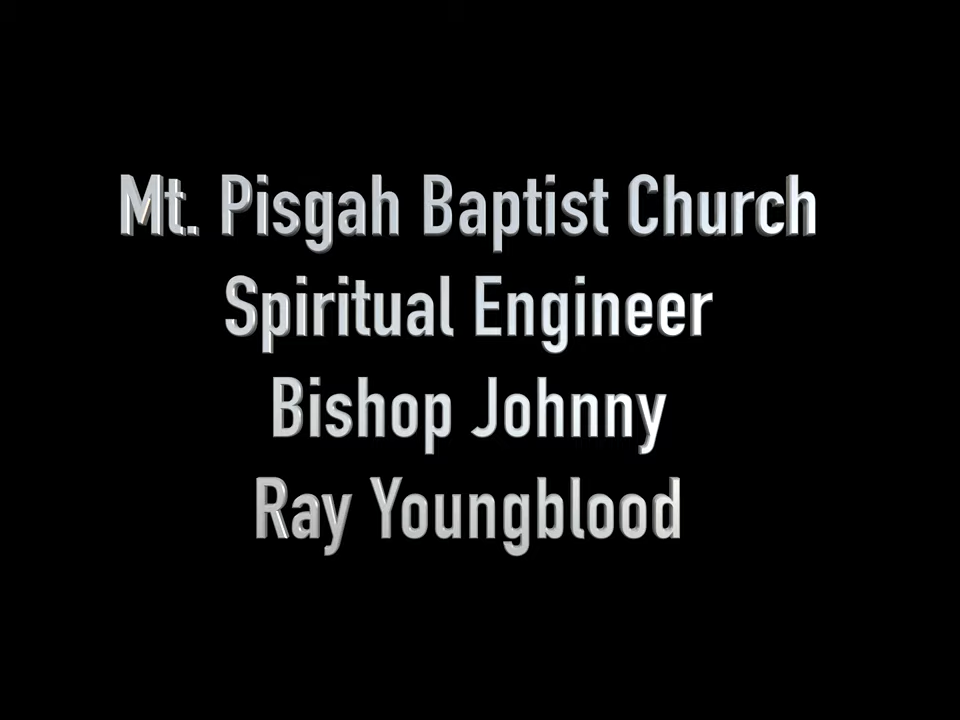 Mt. Pisgah Baptist Church
Spiritual Engineer
Bishop Johnny
Ray Youngblood